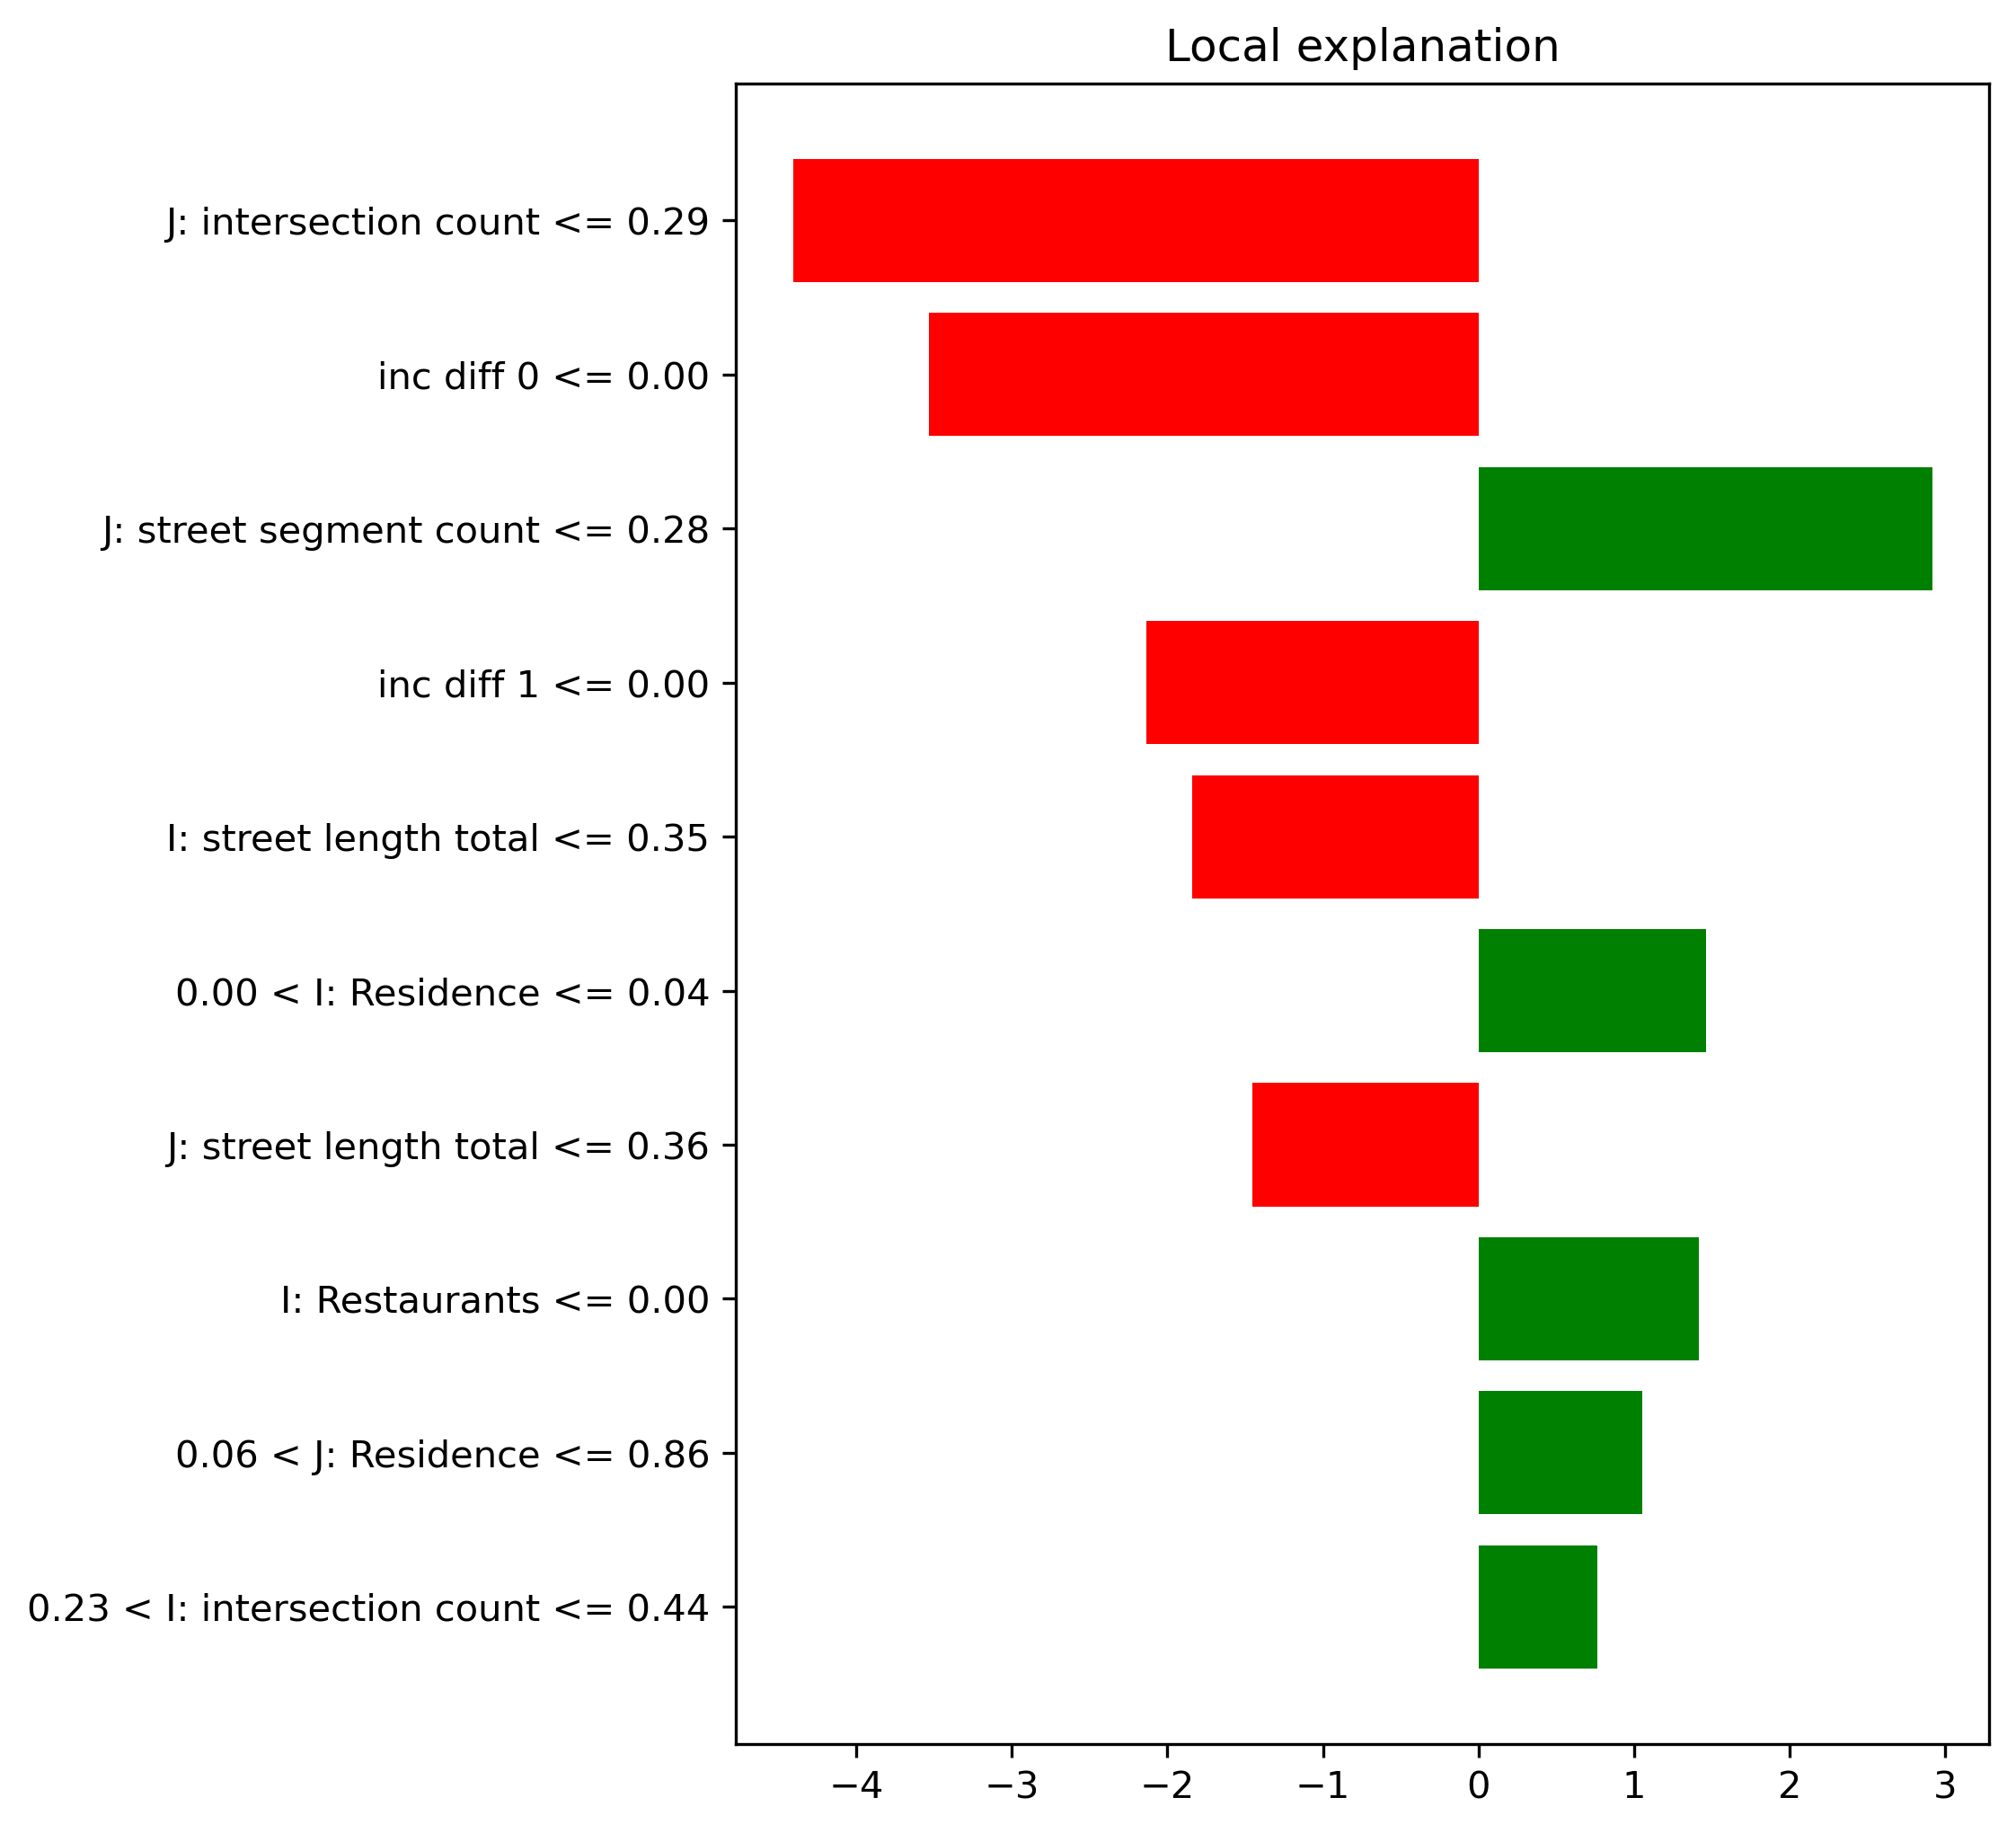 Local explanation
J: intersection count <= 0.29
inc diff 0 <= 0.00
J: street segment count <= 0.28
inc diff 1 <= 0.00
I: street length total <= 0.35
0.00 < I: Residence <= 0.04
J: street length total <= 0.36
I: Restaurants <= 0.00
0.06 < J: Residence <= 0.86
0.23 < I: intersection count <= 0.44
−4 −3 −2 −1 0 1 2 3